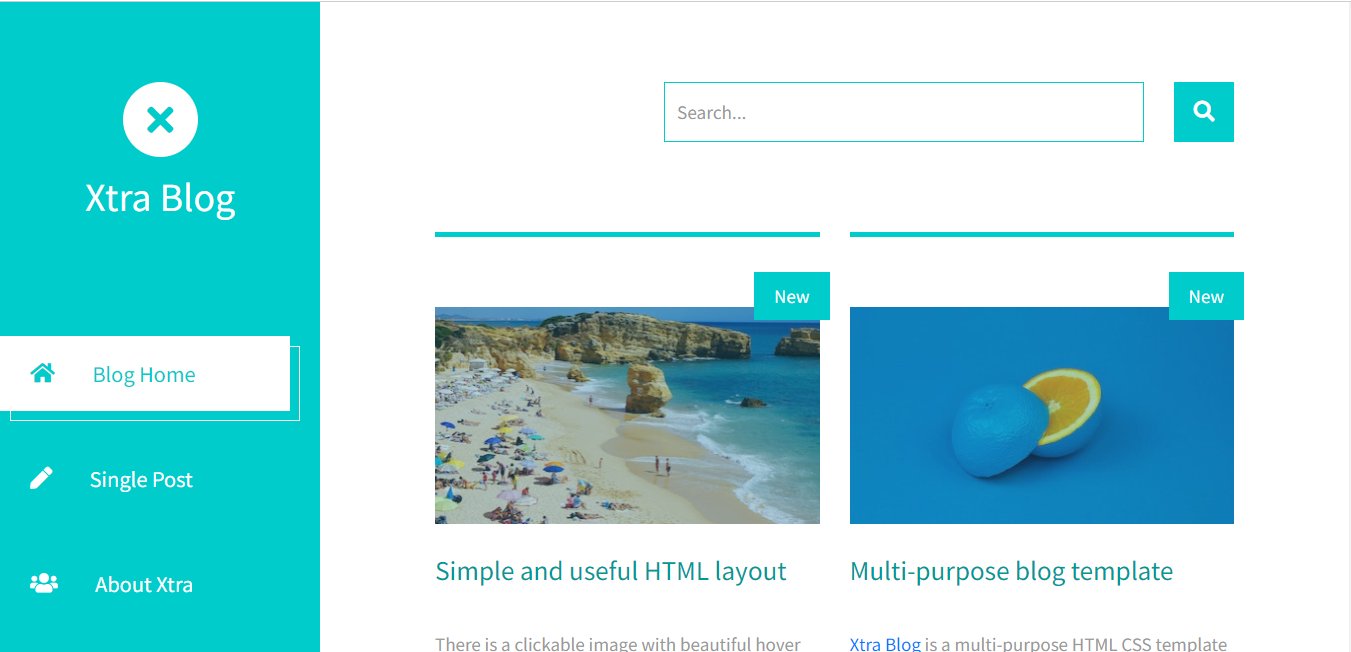 Xtra Blog
Blog Home
Single Post
About Xtra
Search...
New
Simple and useful HTML layout
There is a clickable image with beautiful hover
New
Multi-purpose blog template
Xtra Blog is a multi-purpose HTML CSS template